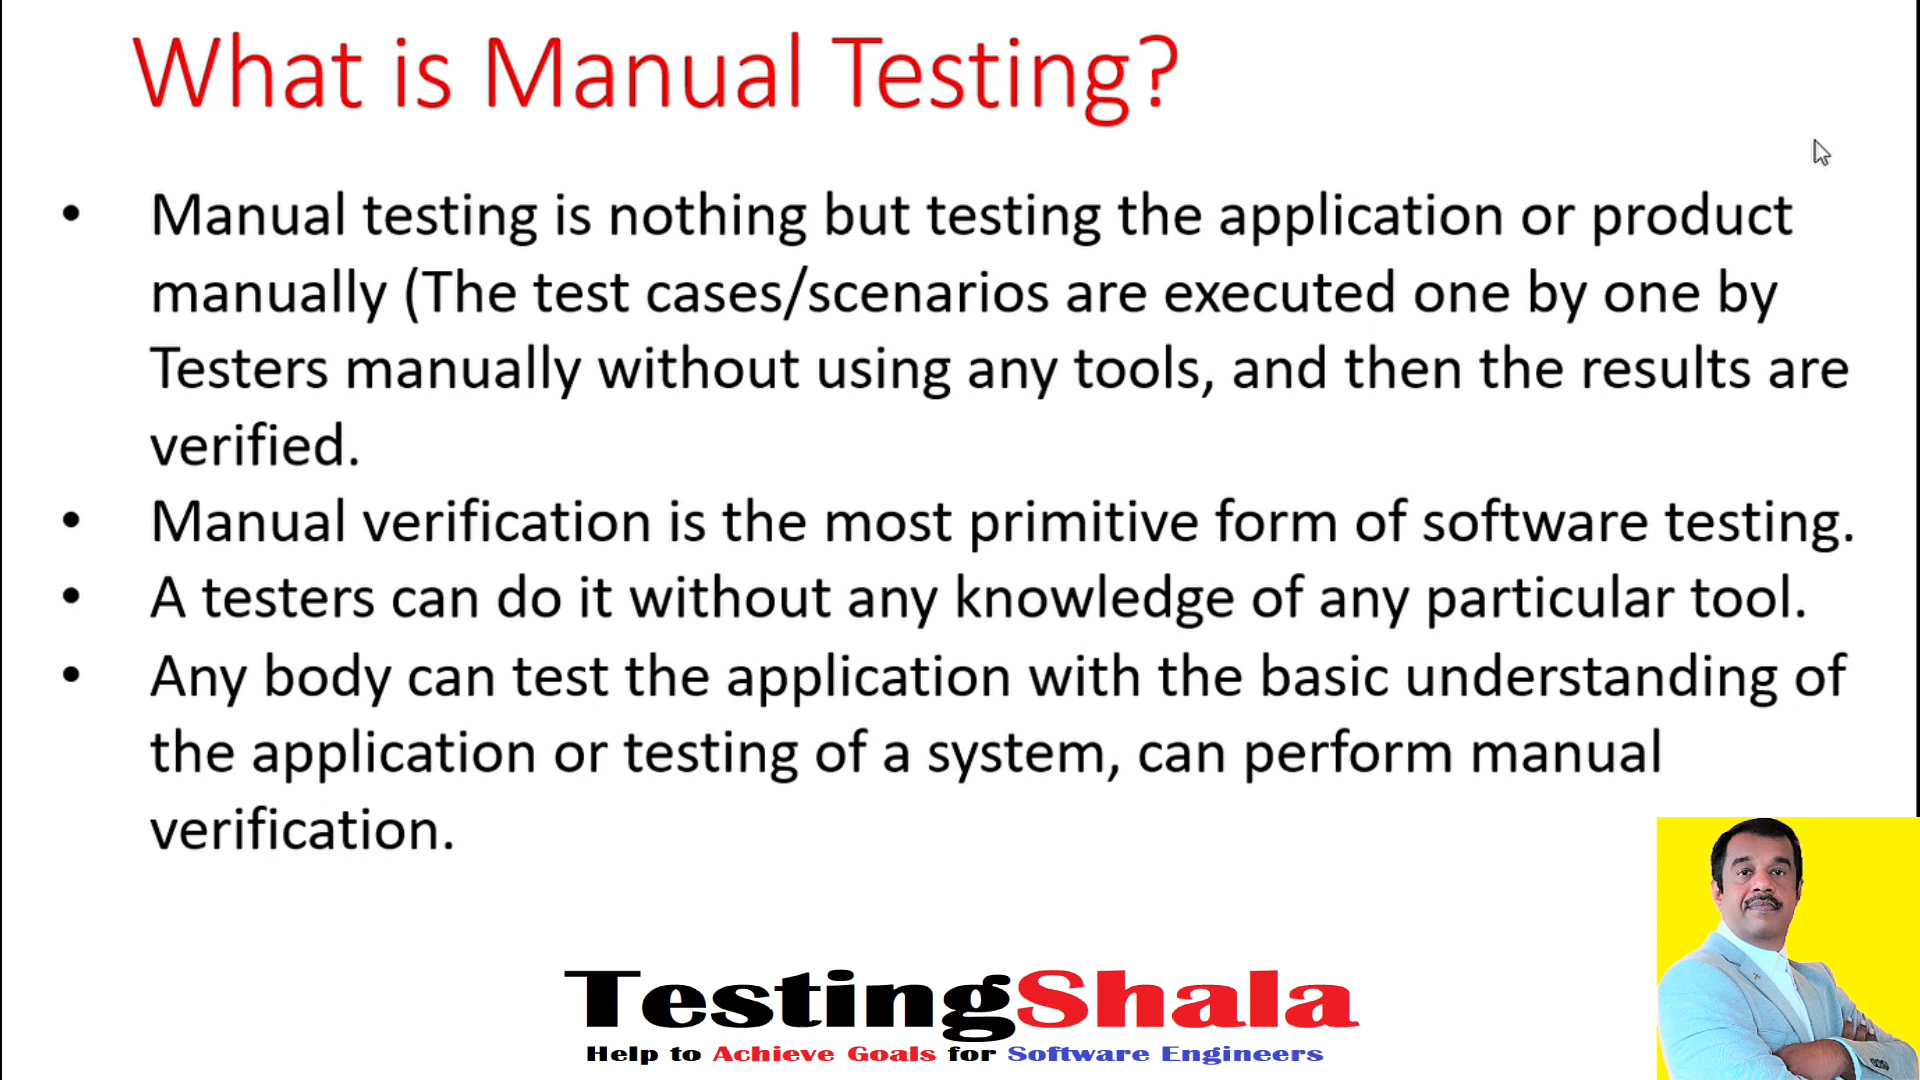 What is Manual Testing?
• Manual testing is nothing but testing the application or product
manually (The test cases/scenarios are executed one by one by
Testers manually without using any tools, and then the results are
verified.
• Manual verification is the most primitive form of software testing.
• A testers can do it without any knowledge of any particular tool.
• Any body can test the application with the basic understanding of
the application or testing of a system, can perform manual
verification.
TestingShala
Help to Achieve Goals for Software Engineers